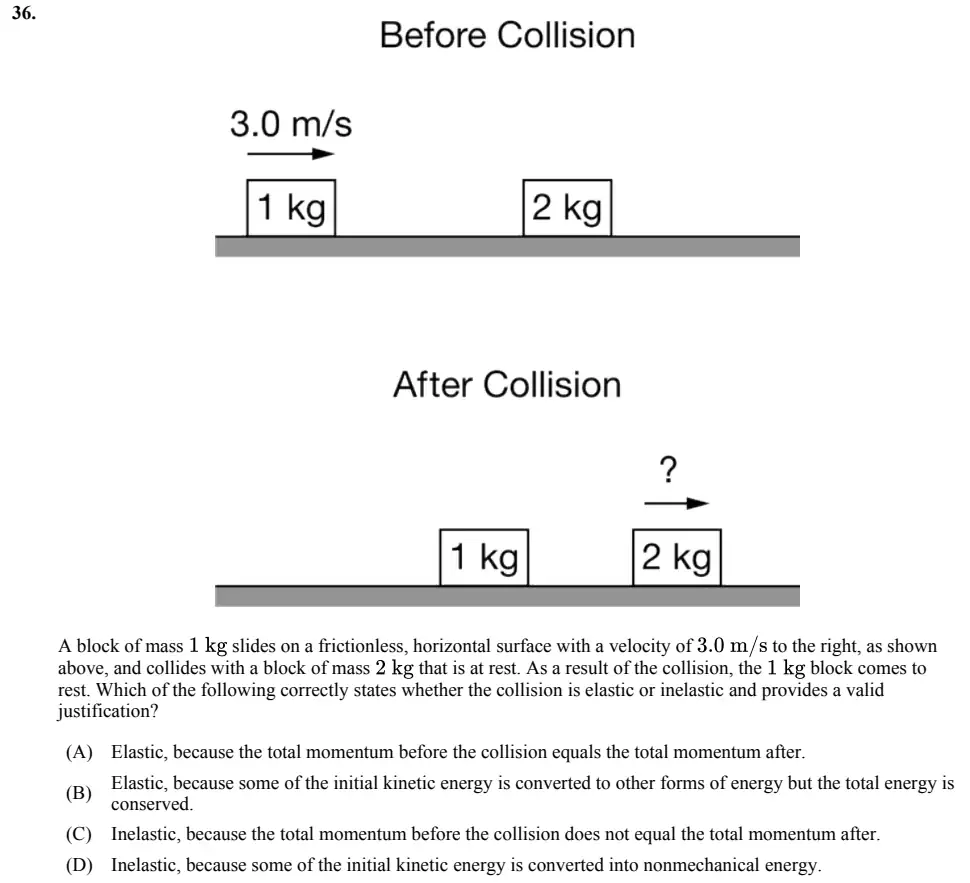 36.
Before Collision
3.0 m/s
1 kg
2 kg
After Collision
?
1 kg
2 kg
A block of mass 1 kg slides on a frictionless, horizontal surface with a velocity of 3.0 m/s to the right, as shown
above, and collides with a block of mass 2 kg that is at rest. As a result of the collision, the 1 kg block comes to
rest. Which of the following correctly states whether the collision is elastic or inelastic and provides a valid
justification?
(A) Elastic, because the total momentum before the collision equals the total momentum after.
(B) Elastic, because some of the initial kinetic energy is converted to other forms of energy but the total energy is
conserved.
(C) Inelastic, because the total momentum before the collision does not equal the total momentum after.
(D) Inelastic, because some of the initial kinetic energy is converted into nonmechanical energy.